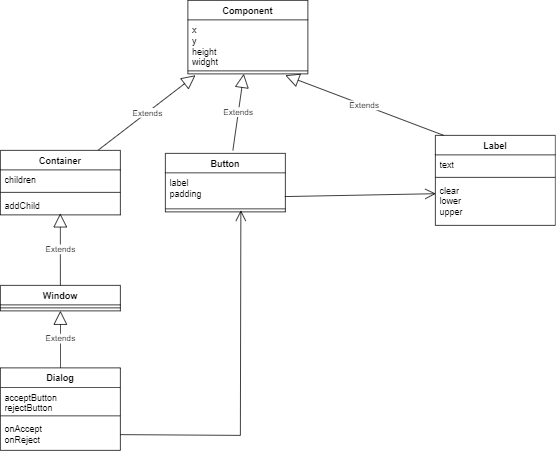 Component
x
y
height
widght
Extends
Extends
Extends
Container
children
addChild
Button
label
padding
Label
text
clear
lower
upper
Extends
Window
Extends
Dialog
acceptButton
rejectButton
onAccept
onReject